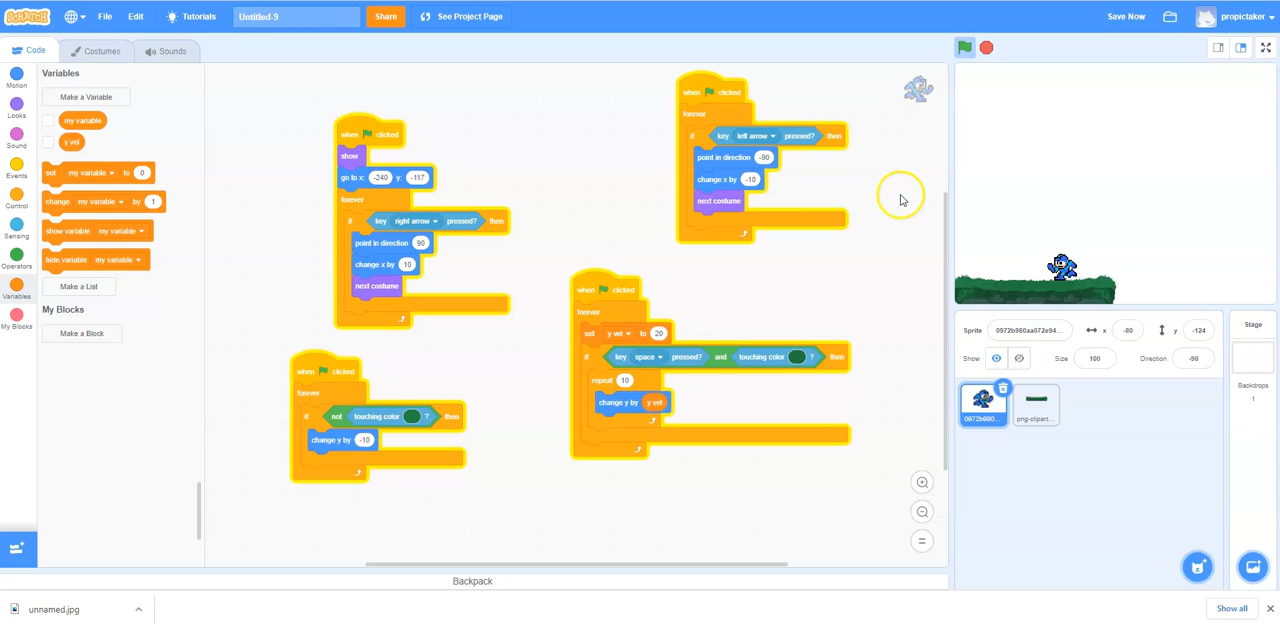 SCRATCH File Edit Tutorials Untitled-9 Share See Project Page Save Now propictaker
Code Costumes Sounds
Motion
Looks
Sound
Events
Control
Sensing
Operators
Variables
My Blocks
Variables
Make a Variable
my variable
y vel
set my variable to 0
change my variable by 1
show variable my variable
hide variable my variable
Make a List
My Blocks
Make a Block
when clicked
show
go to x: -240 y: -117
forever
if key right arrow pressed? then
point in direction 90
change x by 10
next costume
when clicked
forever
if key left arrow pressed? then
point in direction -90
change x by -10
next costume
when clicked
forever
set y vel to 20
if key space pressed? and touching color ? then
repeat 10
change y by y vel
when clicked
forever
if not touching color ? then
change y by -10
Sprite 0972b980aa072e94... x -80 y -124
Show Size 100 Direction -90
0972b980...
png-clipart...
Stage
Backdrops
1
Backpack
unnamed.jpg
Show all